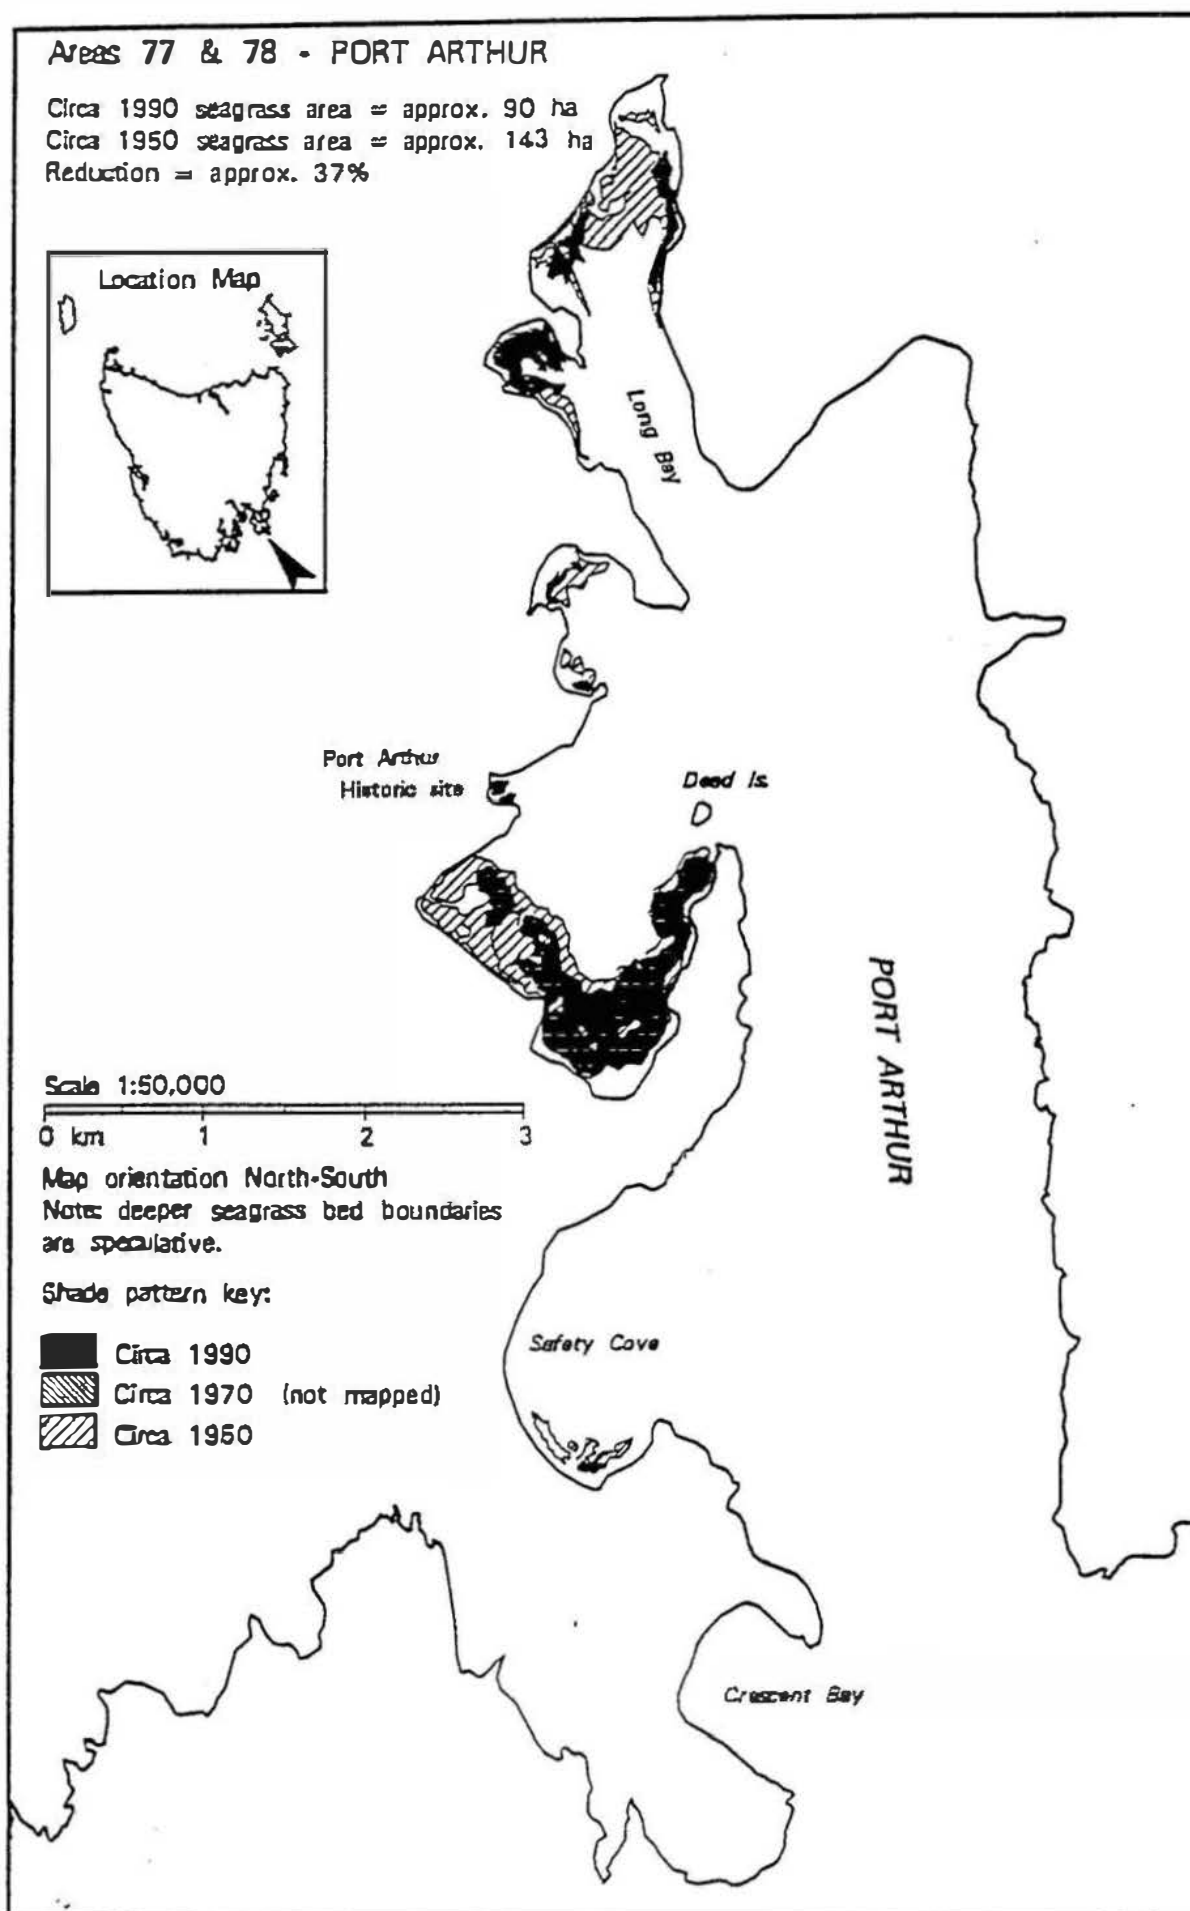 Areas 77 & 78 - PORT ARTHUR
Circa 1990 seagrass area = approx. 90 ha
Circa 1950 seagrass area = approx. 143 ha
Reduction = approx. 37%
Location Map
Long Bay
Port Arthur
Historic site
Dead Is.
PORT ARTHUR
Scale 1:50,000
0 km 1 2 3
Map orientation North-South
Note: deeper seagrass bed boundaries
are speculative.
Shade pattern key:
Circa 1990
Circa 1970 (not mapped)
Circa 1950
Safety Cove
Crescent Bay